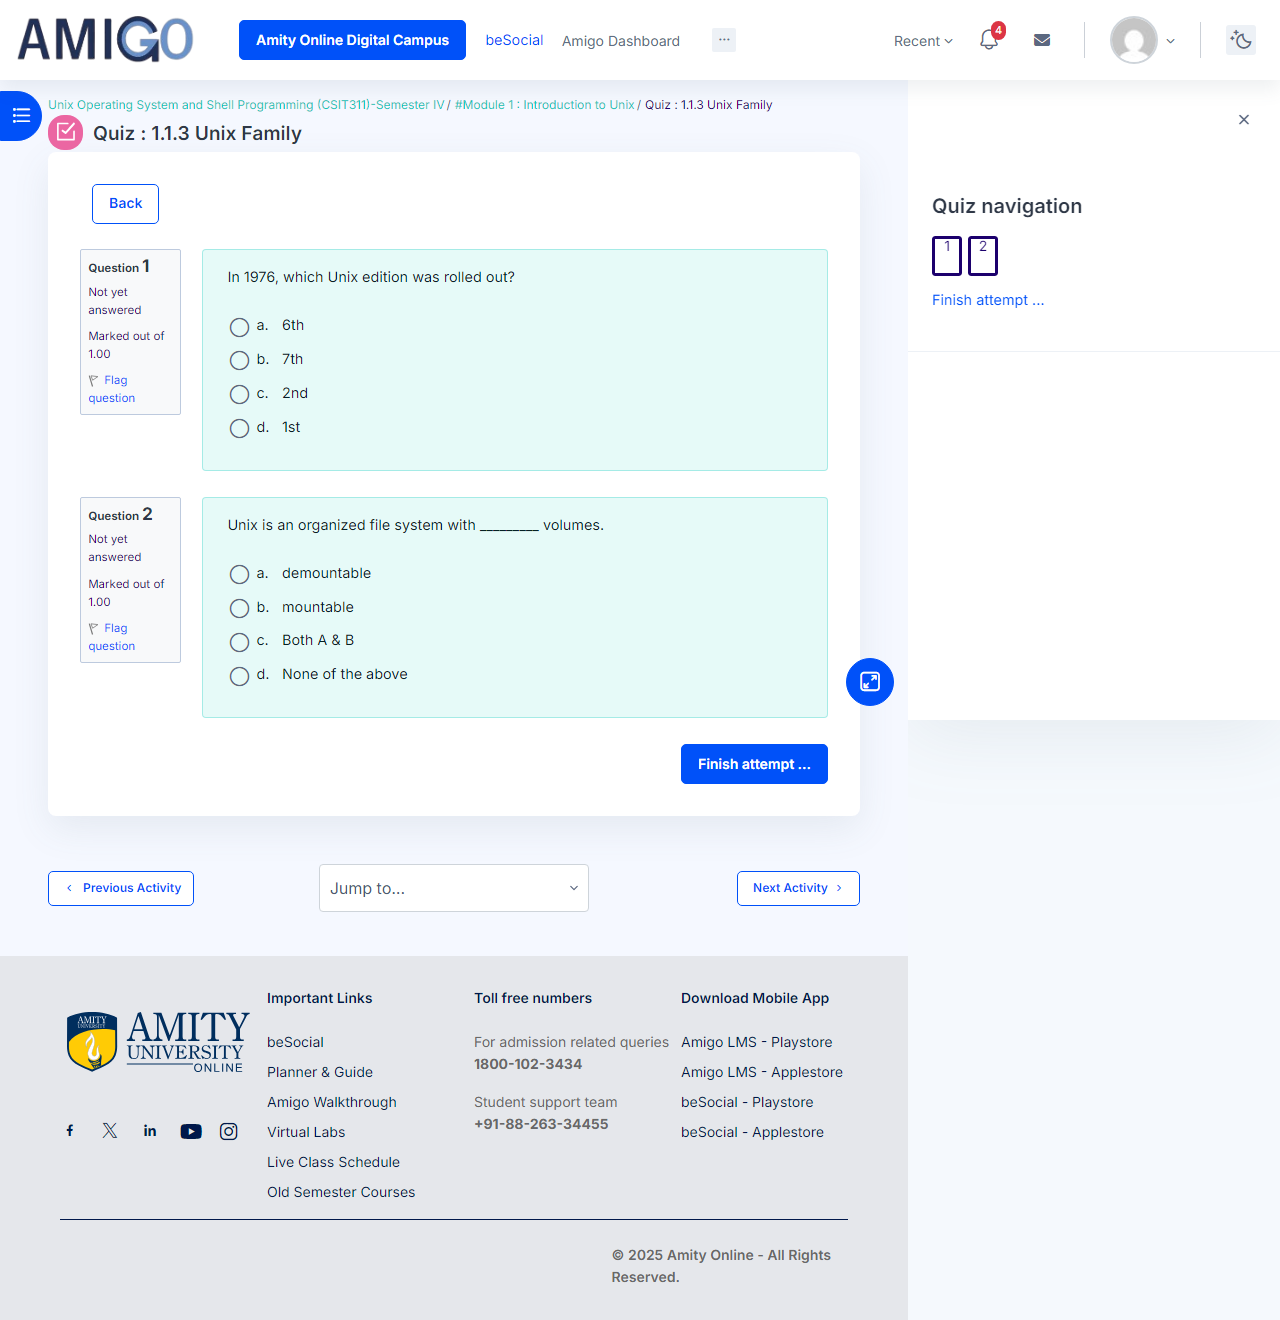 AMIGO
Amity Online Digital Campus
beSocial
Amigo Dashboard
...
Recent
4
Unix Operating System and Shell Programming (CSIT311)-Semester IV / #Module 1 : Introduction to Unix / Quiz : 1.1.3 Unix Family
Quiz : 1.1.3 Unix Family
Back
Question 1
Not yet
answered
Marked out of
1.00
Flag
question
In 1976, which Unix edition was rolled out?
a. 6th
b. 7th
c. 2nd
d. 1st
Question 2
Not yet
answered
Marked out of
1.00
Flag
question
Unix is an organized file system with _________ volumes.
a. demountable
b. mountable
c. Both A & B
d. None of the above
Finish attempt ...
Quiz navigation
1 2
Finish attempt ...
Previous Activity
Jump to...
Next Activity
AMITY
UNIVERSITY
AMITY
UNIVERSITY
ONLINE
Important Links
beSocial
Planner & Guide
Amigo Walkthrough
Virtual Labs
Live Class Schedule
Old Semester Courses
Toll free numbers
For admission related queries
1800-102-3434
Student support team
+91-88-263-34455
Download Mobile App
Amigo LMS - Playstore
Amigo LMS - Applestore
beSocial - Playstore
beSocial - Applestore
© 2025 Amity Online - All Rights
Reserved.